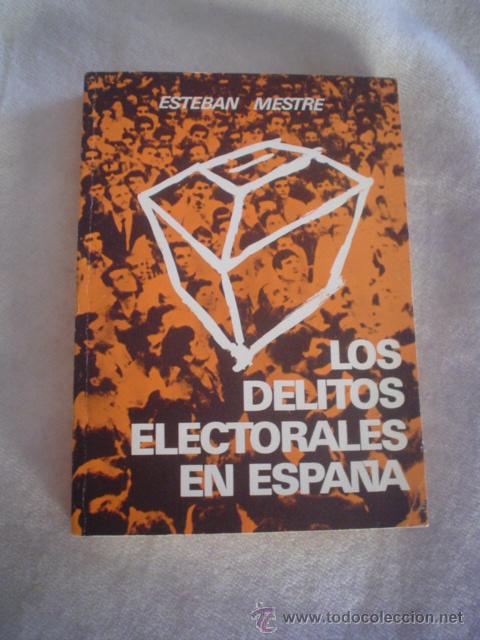 ESTEBAN MESTRE
LOS
DELITOS
ELECTORALES
EN ESPAÑA
www.todocoleccion.net